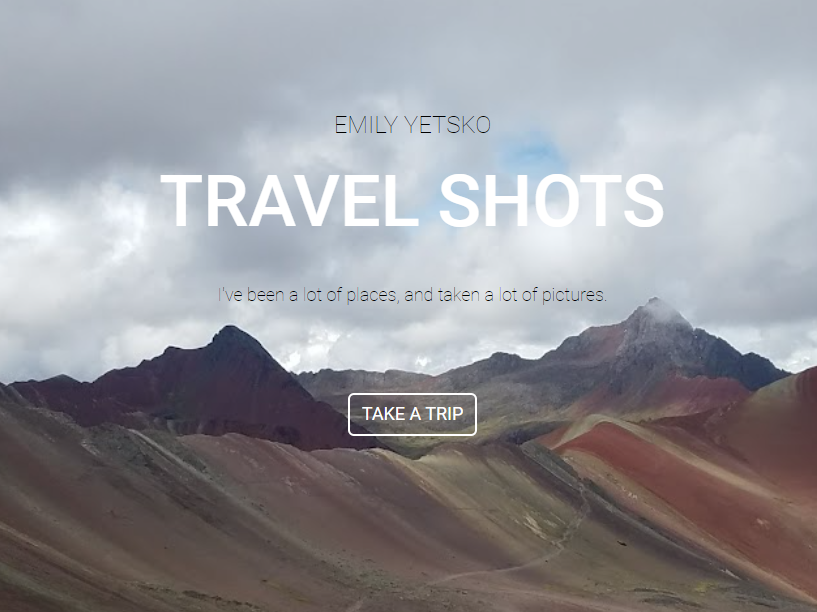 EMILY YETSKO
TRAVEL SHOTS
I've been a lot of places, and taken a lot of pictures.
TAKE A TRIP